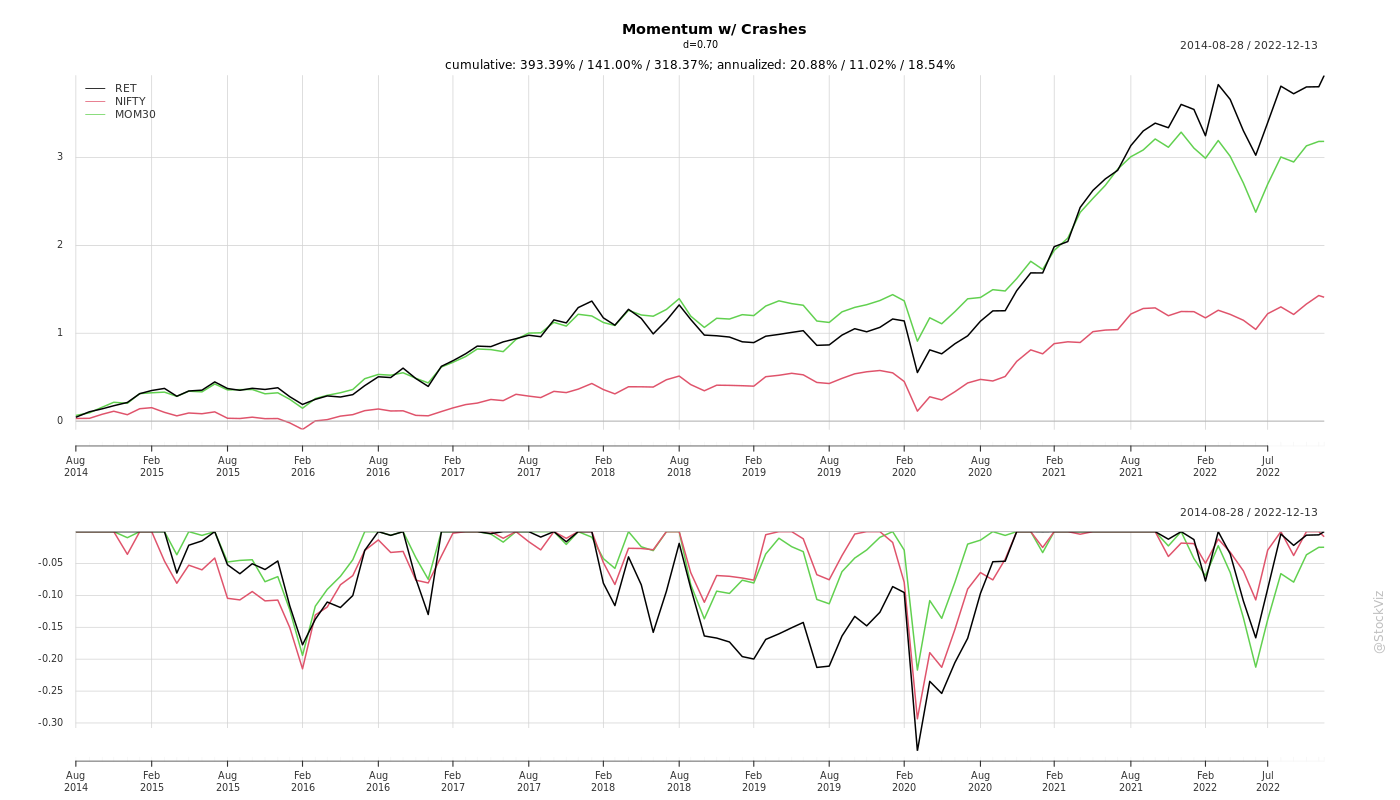 Momentum w/ Crashes
d=0.70
2014-08-28 / 2022-12-13
cumulative: 393.39% / 141.00% / 318.37%; annualized: 20.88% / 11.02% / 18.54%
RET
NIFTY
MOM30
3
2
1
0
Aug Feb Aug Feb Aug Feb Aug Feb Aug Feb Aug Feb Aug Feb Aug Feb Jul
2014 2015 2015 2016 2016 2017 2017 2018 2018 2019 2019 2020 2020 2021 2021 2022 2022
2014-08-28 / 2022-12-13
-0.05
-0.10
-0.15
-0.20
-0.25
-0.30
Aug Feb Aug Feb Aug Feb Aug Feb Aug Feb Aug Feb Aug Feb Aug Feb Jul
2014 2015 2015 2016 2016 2017 2017 2018 2018 2019 2019 2020 2020 2021 2021 2022 2022
@StockViz